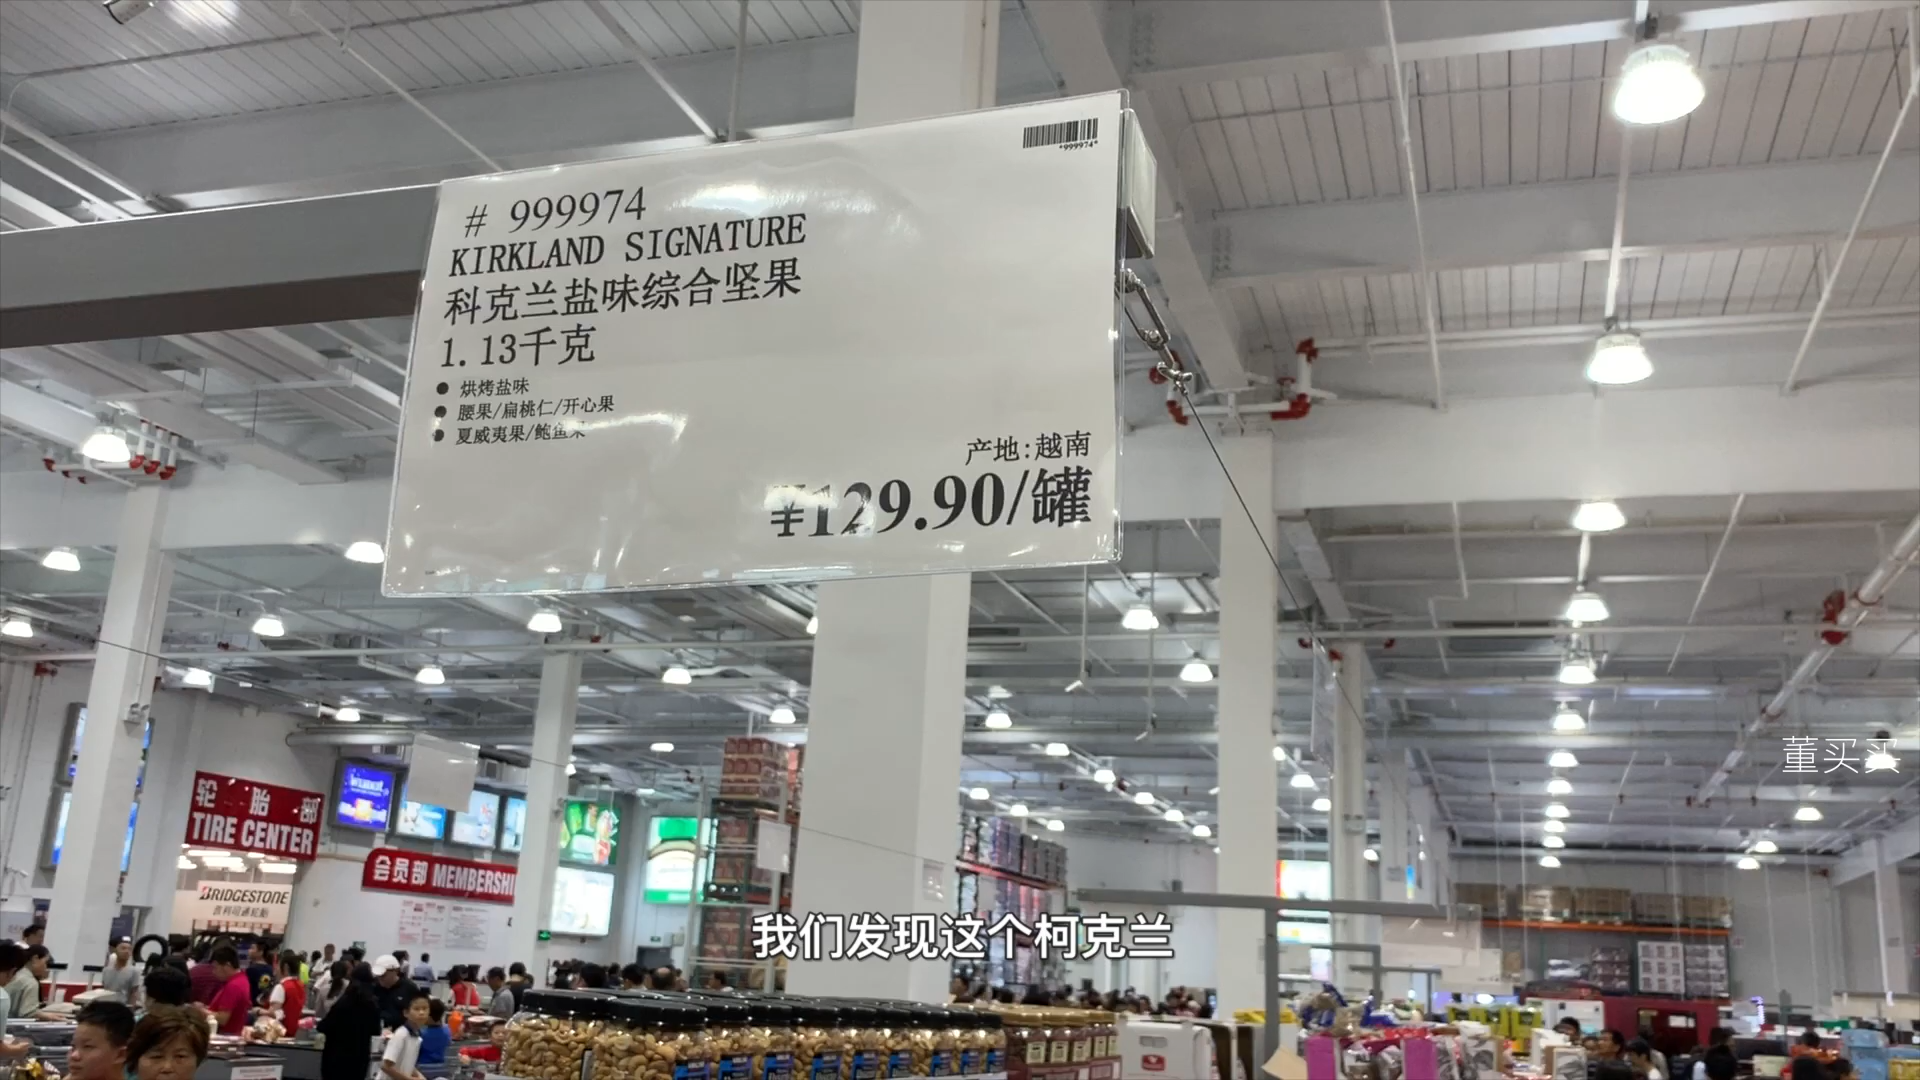 *999974*
# 999974
KIRKLAND SIGNATURE
科克兰盐味综合坚果
1.13千克
● 烘烤盐味
● 腰果/扁桃仁/开心果
● 夏威夷果/鲍鱼果
产地:越南
¥129.90/罐
董买买
轮胎部
TIRE CENTER
会员部 MEMBERSHI
BRIDGESTONE
我们发现这个柯克兰